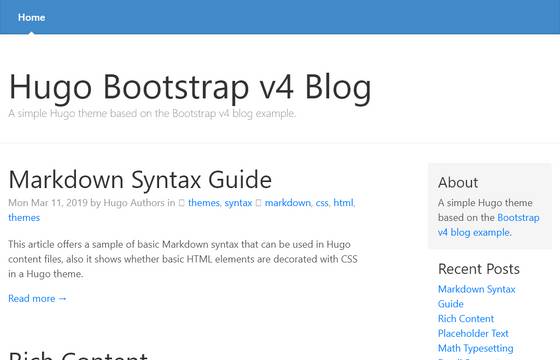 Home
Hugo Bootstrap v4 Blog
A simple Hugo theme based on the Bootstrap v4 blog example.
Markdown Syntax Guide
Mon Mar 11, 2019 by Hugo Authors in themes, syntax markdown, css, html,
themes
This article offers a sample of basic Markdown syntax that can be used in Hugo
content files, also it shows whether basic HTML elements are decorated with CSS
in a Hugo theme.
Read more →
Rich Content
About
A simple Hugo theme
based on the Bootstrap
v4 blog example.
Recent Posts
Markdown Syntax
Guide
Rich Content
Placeholder Text
Math Typesetting